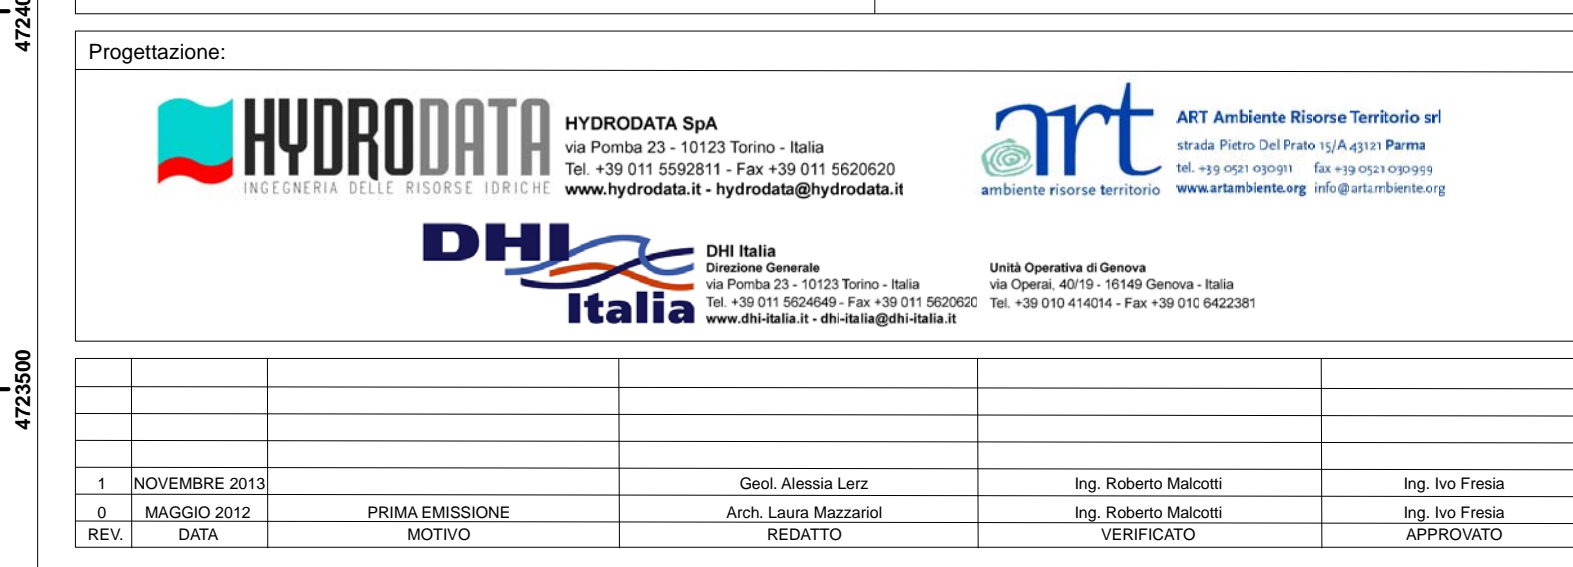 47240
Progettazione:
HYDRODATA
INGEGNERIA DELLE RISORSE IDRICHE
HYDRODATA SpA
via Pomba 23 - 10123 Torino - Italia
Tel. +39 011 5592811 - Fax +39 011 5620620
www.hydrodata.it - hydrodata@hydrodata.it
art
ambiente risorse territorio
ART Ambiente Risorse Territorio srl
strada Pietro Del Prato 15/A 43121 Parma
tel. +39 0521 030911 fax +39 0521 030999
www.artambiente.org info@artambiente.org
DHI
Italia
DHI Italia
Direzione Generale
via Pomba 23 - 10123 Torino - Italia
Tel. +39 011 5624649 - Fax +39 011 5620620
www.dhi-italia.it - dhi-italia@dhi-italia.it
Unità Operativa di Genova
via Operai, 40/19 - 16149 Genova - Italia
Tel. +39 010 414014 - Fax +39 010 6422381
4723500
1 NOVEMBRE 2013 Geol. Alessia Lerz Ing. Roberto Malcotti Ing. Ivo Fresia
0 MAGGIO 2012 PRIMA EMISSIONE Arch. Laura Mazzariol Ing. Roberto Malcotti Ing. Ivo Fresia
REV. DATA MOTIVO REDATTO VERIFICATO APPROVATO